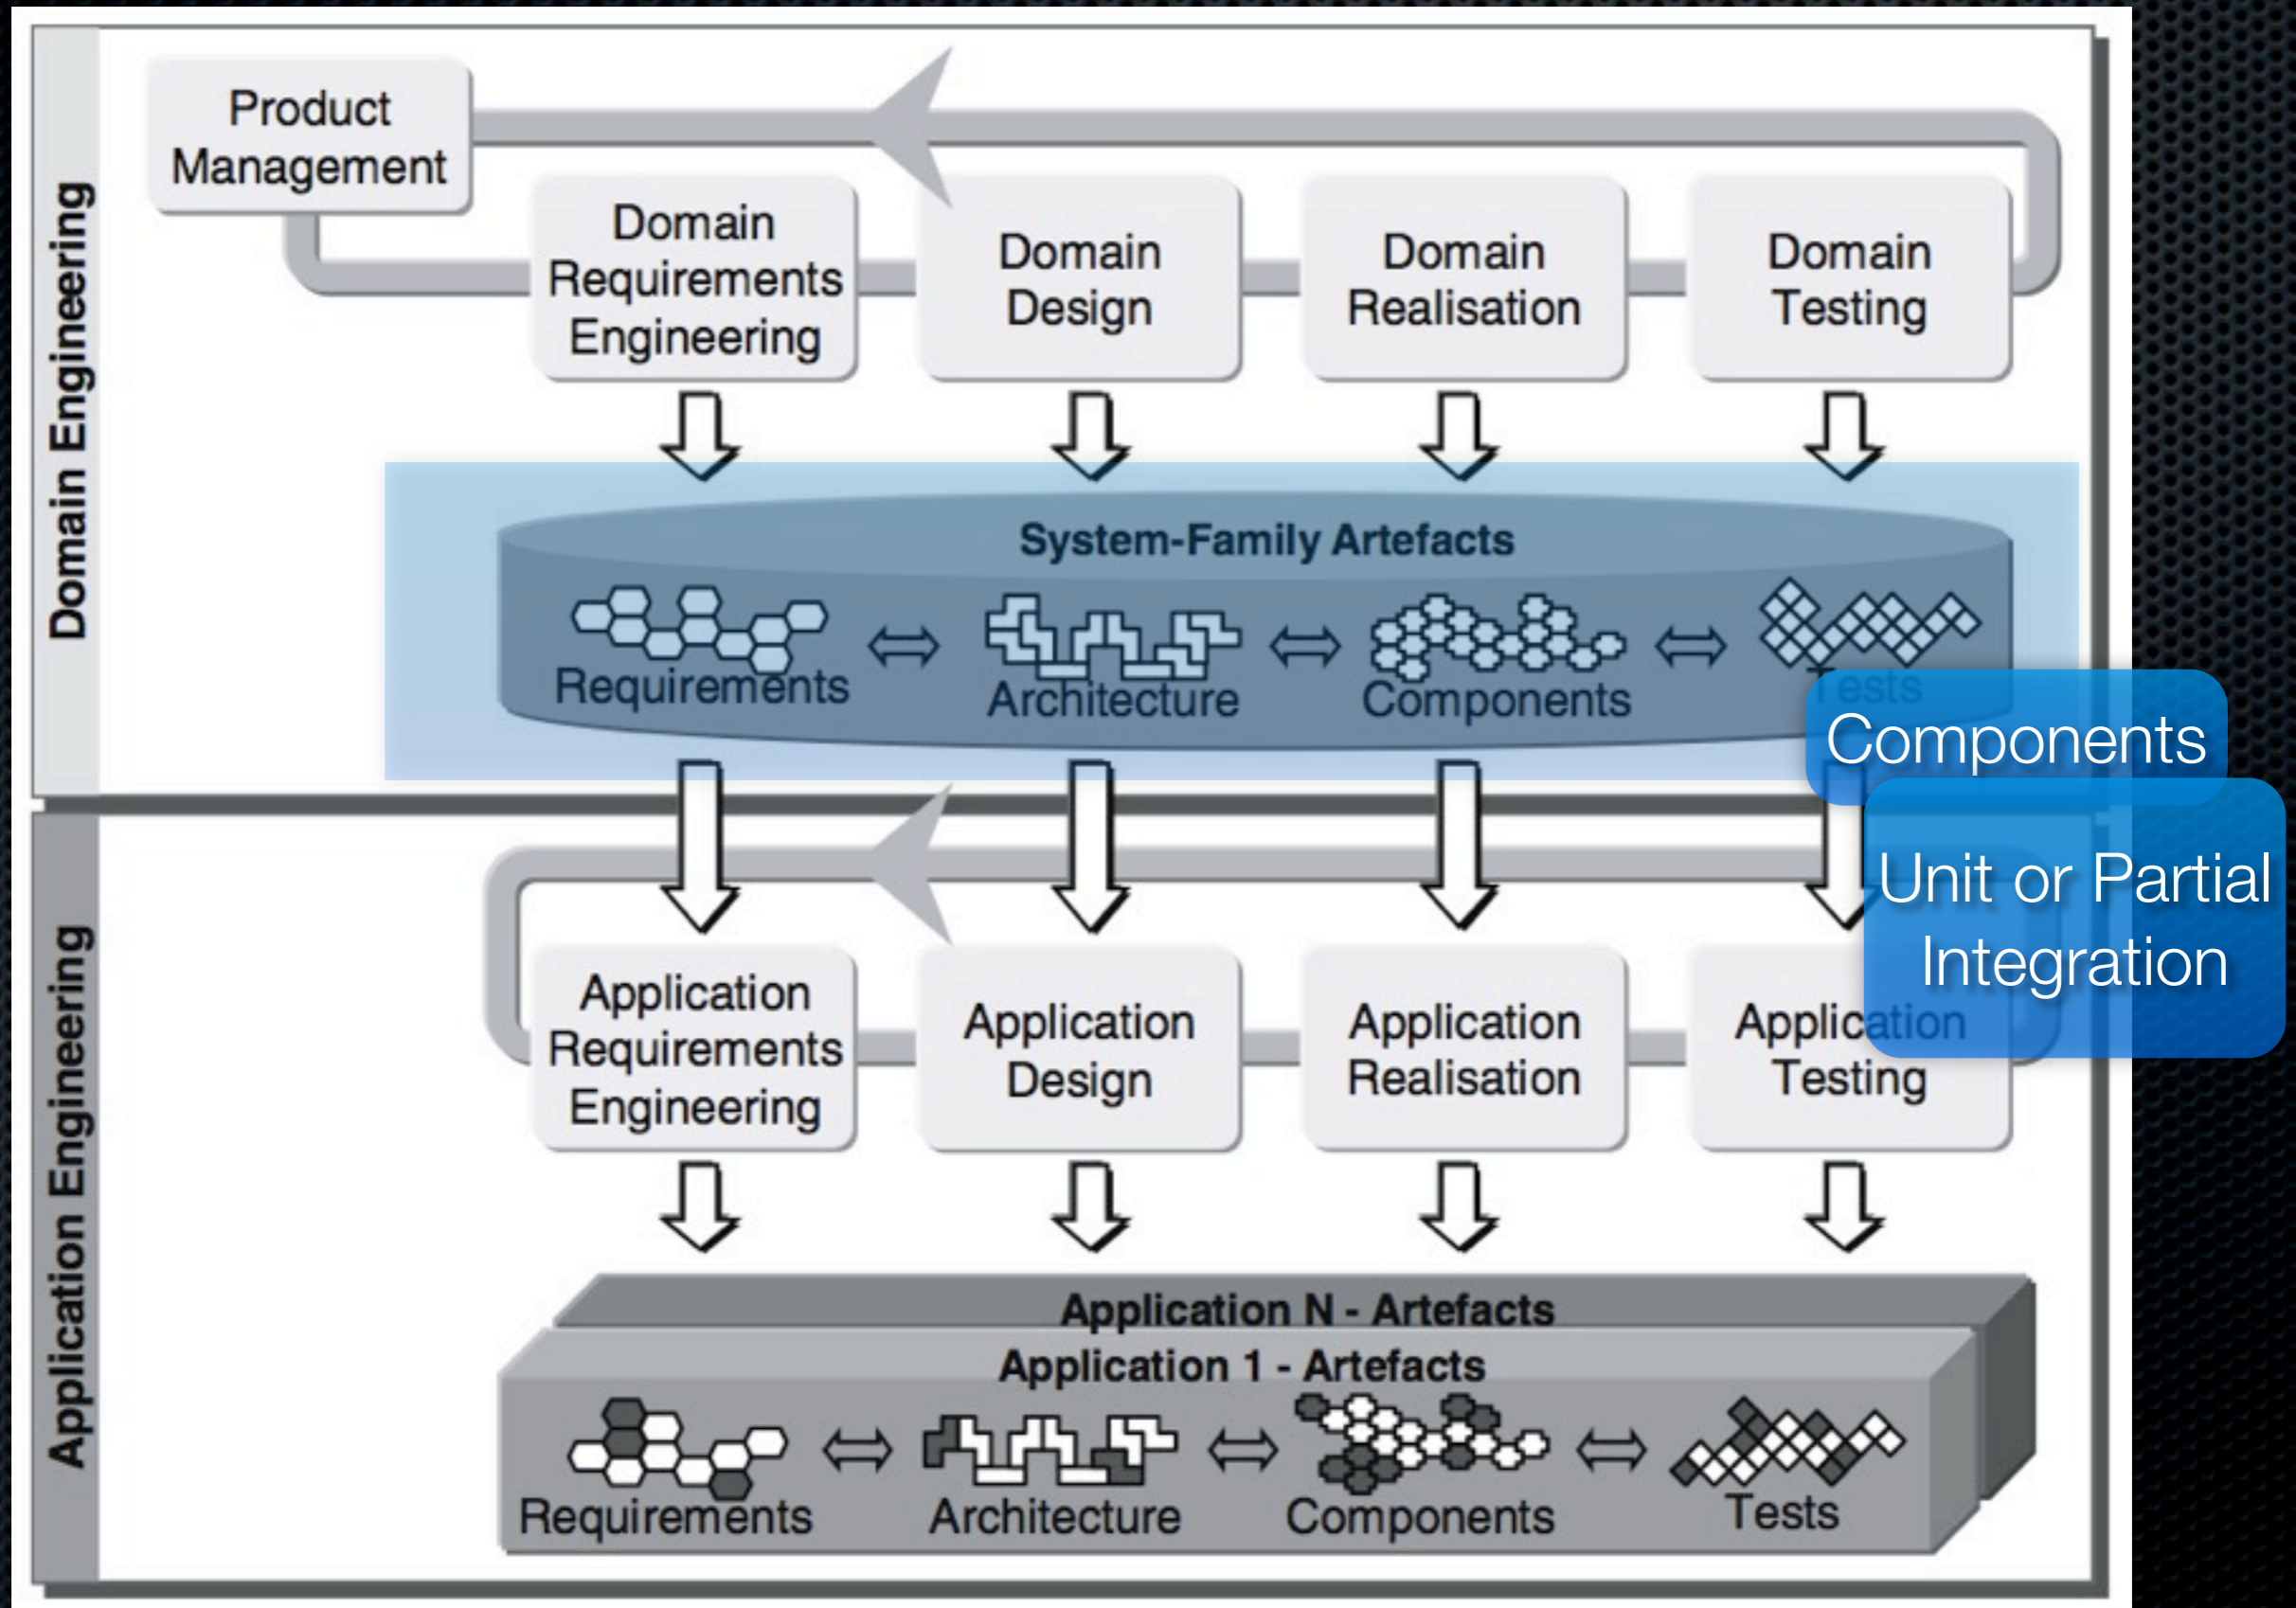 Domain Engineering
Product
Management
Domain
Requirements
Engineering
Domain
Design
Domain
Realisation
Domain
Testing
System-Family Artefacts
Requirements
Architecture
Components
Tests
Components
Unit or Partial
Integration
Application Engineering
Application
Requirements
Engineering
Application
Design
Application
Realisation
Application
Testing
Application N - Artefacts
Application 1 - Artefacts
Requirements
Architecture
Components
Tests